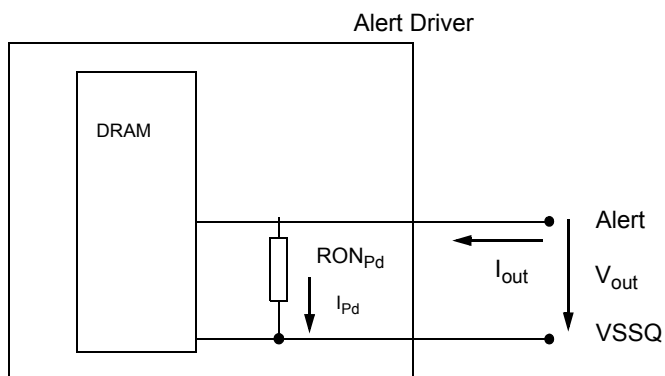 Alert Driver
DRAM
Alert
RONPd
Iout
Vout
IPd
VSSQ